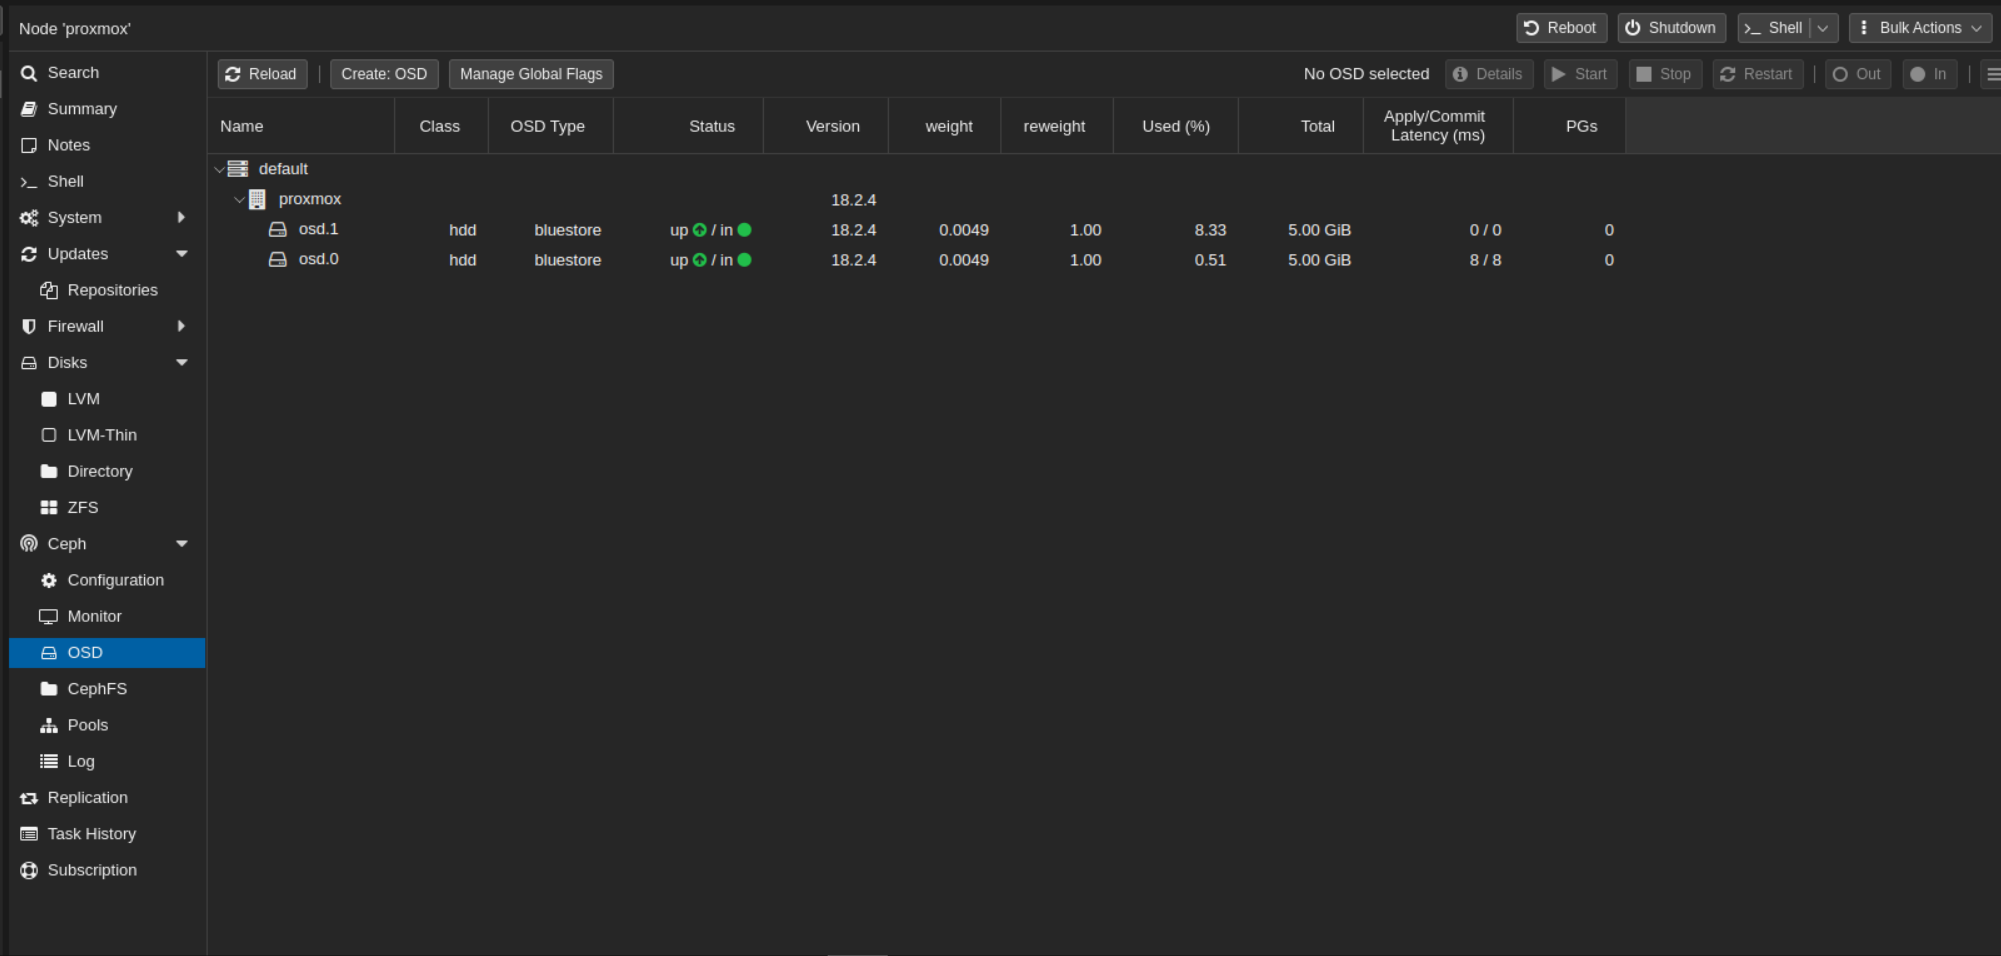 Node 'proxmox'
Reboot
Shutdown
Shell
Bulk Actions
Search
Summary
Notes
Shell
System
Updates
Repositories
Firewall
Disks
LVM
LVM-Thin
Directory
ZFS
Ceph
Configuration
Monitor
OSD
CephFS
Pools
Log
Replication
Task History
Subscription
Reload
Create: OSD
Manage Global Flags
No OSD selected
Details
Start
Stop
Restart
Out
In
Name Class OSD Type Status Version weight reweight Used (%) Total Apply/Commit Latency (ms) PGs
default
proxmox 18.2.4
osd.1 hdd bluestore up / in 18.2.4 0.0049 1.00 8.33 5.00 GiB 0 / 0 0
osd.0 hdd bluestore up / in 18.2.4 0.0049 1.00 0.51 5.00 GiB 8 / 8 0